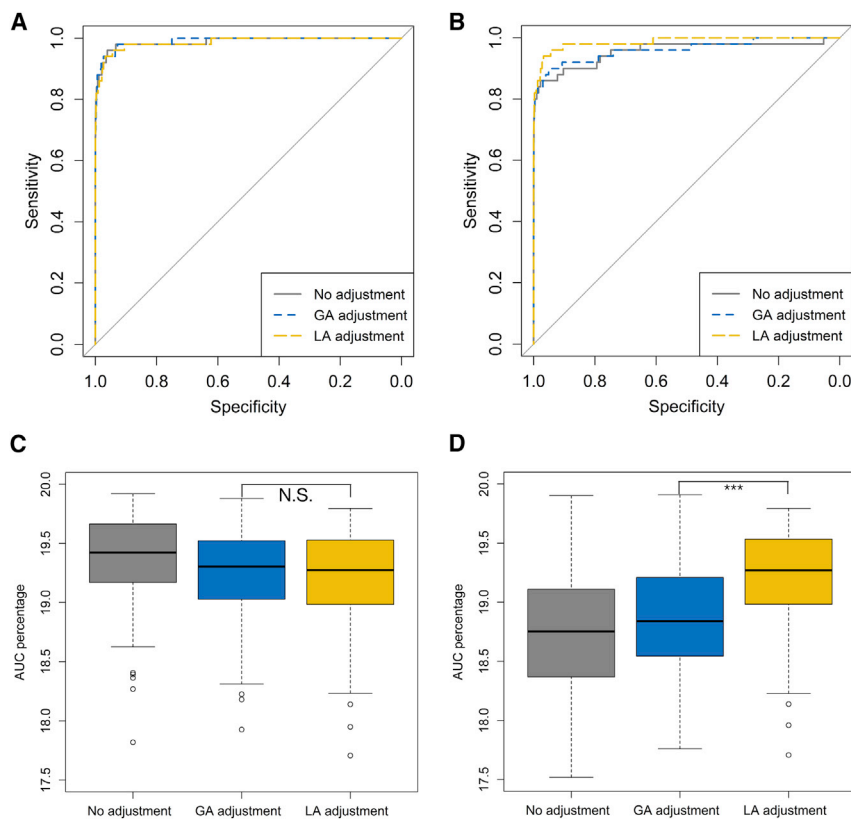 A
B
1.0
0.8
0.6
0.4
0.2
0.0
Sensitivity
No adjustment
GA adjustment
LA adjustment
1.0 0.8 0.6 0.4 0.2 0.0
Specificity
1.0
0.8
0.6
0.4
0.2
0.0
Sensitivity
No adjustment
GA adjustment
LA adjustment
1.0 0.8 0.6 0.4 0.2 0.0
Specificity
C
D
20.0
19.5
19.0
18.5
18.0
17.5
AUC percentage
N.S.
No adjustment GA adjustment LA adjustment
20.0
19.5
19.0
18.5
18.0
17.5
AUC percentage
***
No adjustment GA adjustment LA adjustment